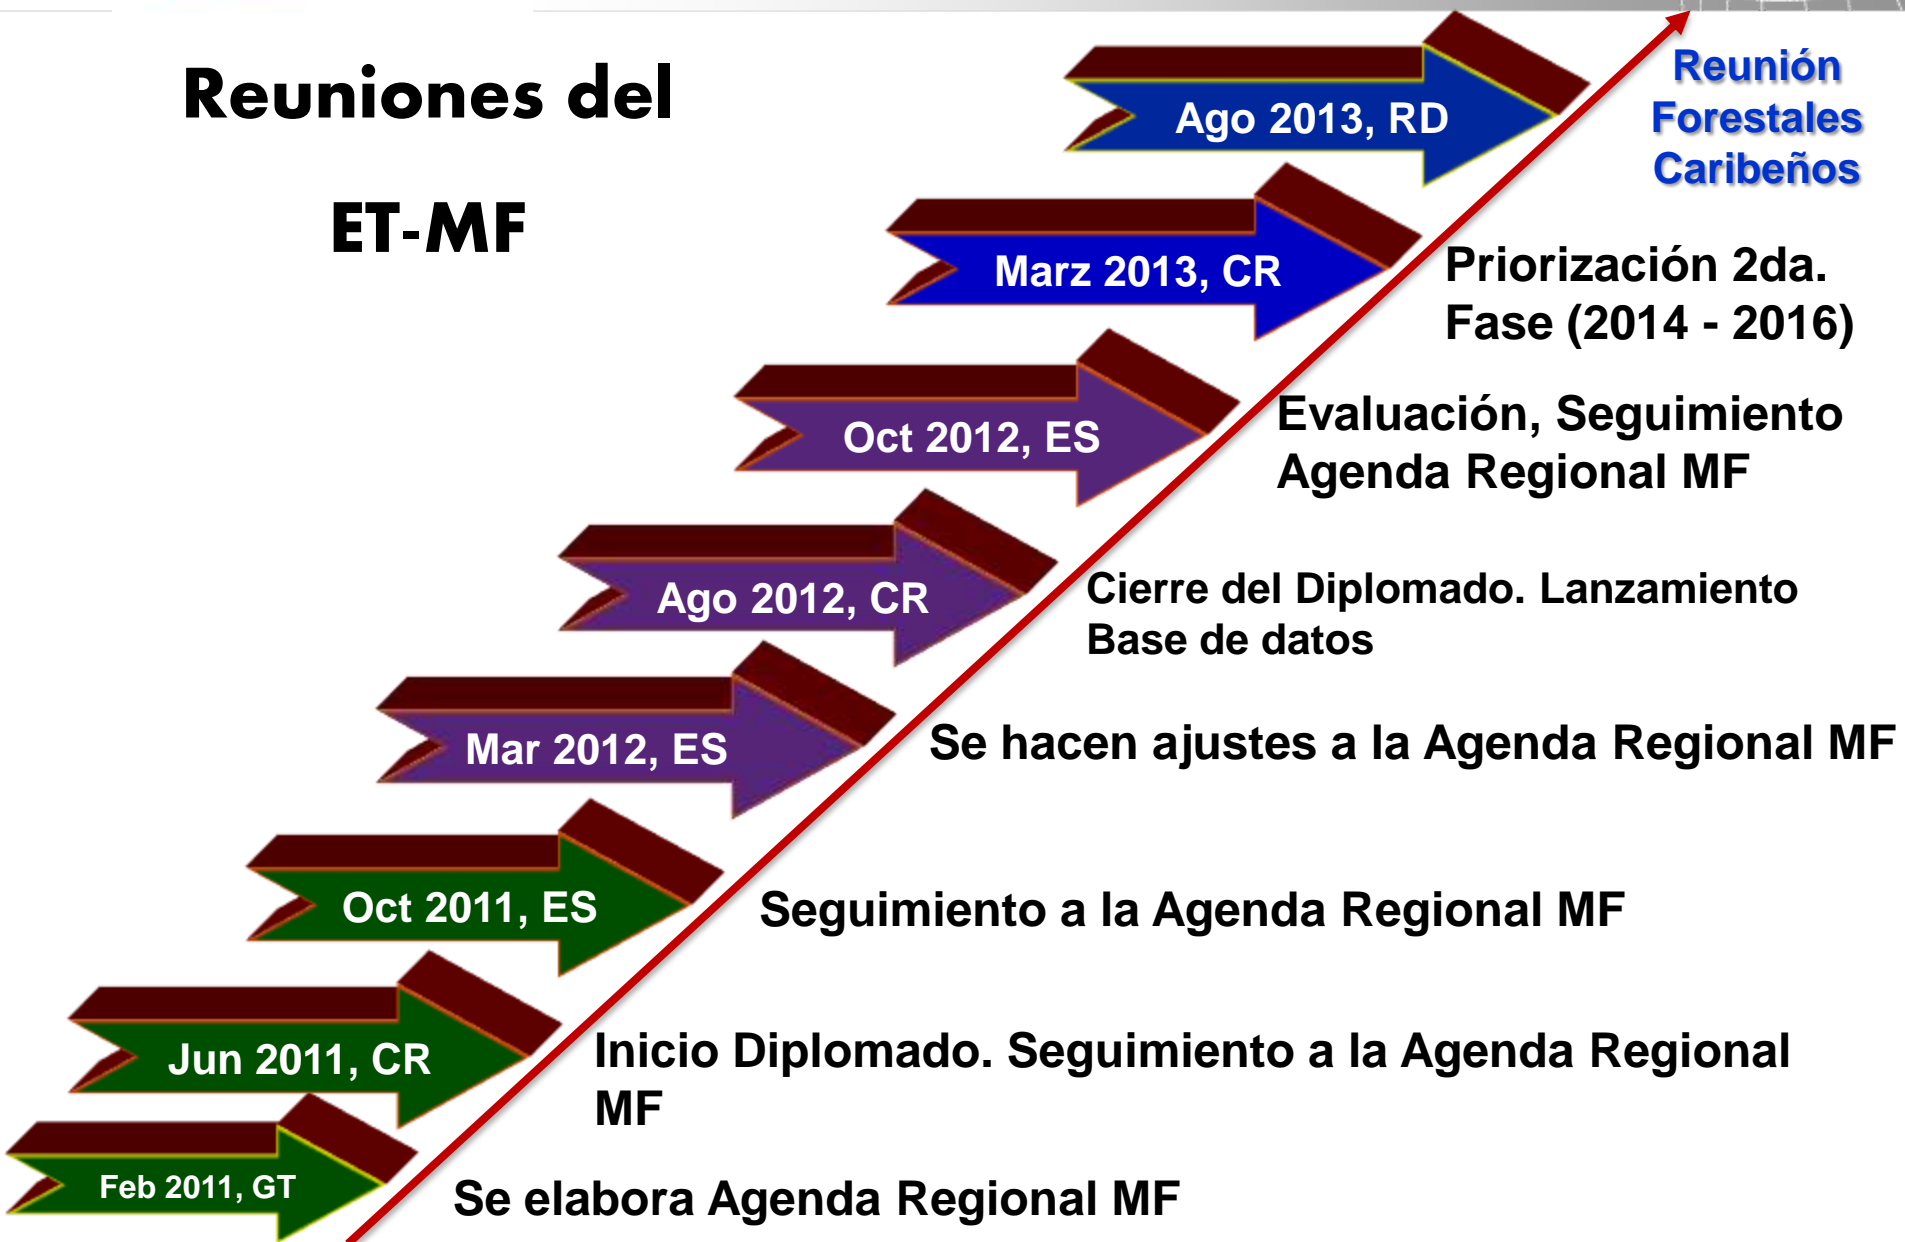 Reuniones del
ET-MF
Ago 2013, RD
Reunión
Forestales
Caribeños
Marz 2013, CR
Priorización 2da.
Fase (2014 - 2016)
Oct 2012, ES
Evaluación, Seguimiento
Agenda Regional MF
Ago 2012, CR
Cierre del Diplomado. Lanzamiento
Base de datos
Mar 2012, ES
Se hacen ajustes a la Agenda Regional MF
Oct 2011, ES
Seguimiento a la Agenda Regional MF
Jun 2011, CR
Inicio Diplomado. Seguimiento a la Agenda Regional
MF
Feb 2011, GT
Se elabora Agenda Regional MF